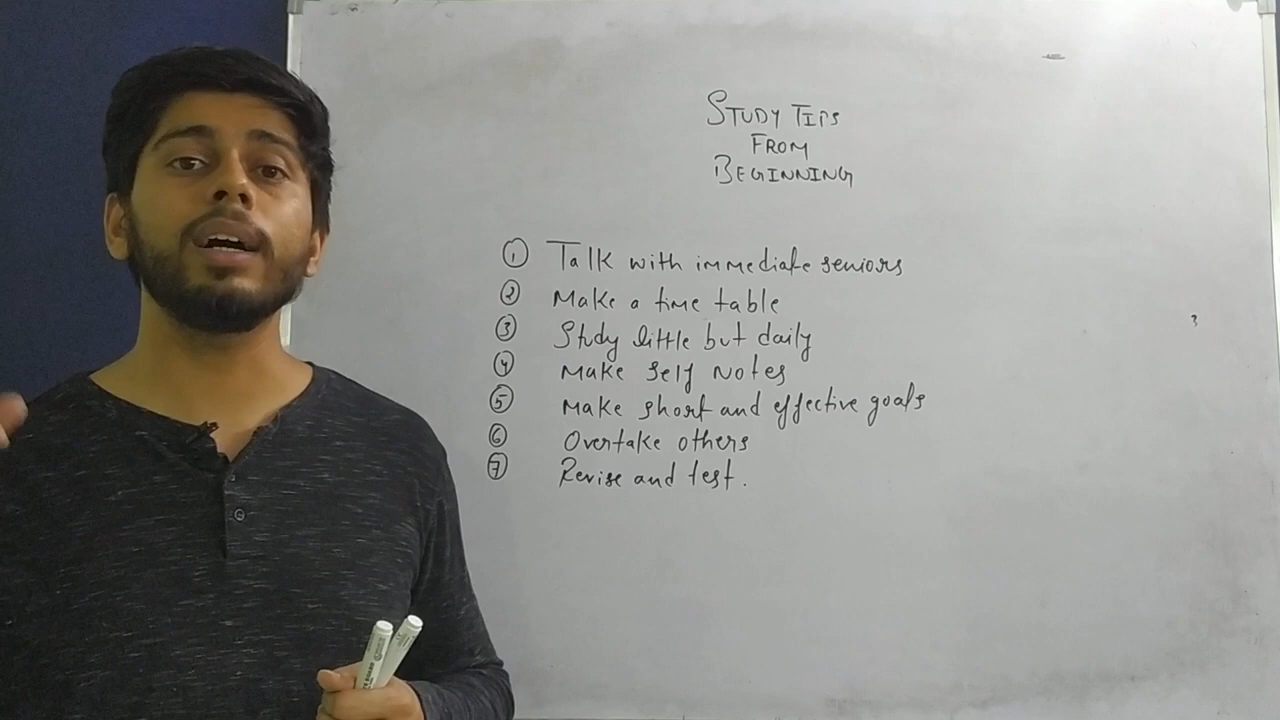 STUDY TIPS
FROM
BEGINNING
① Talk with immediate seniors
② Make a time table
③ Study little but daily
④ Make self notes
⑤ Make short and effective goals
⑥ Overtake others
⑦ Revise and test.